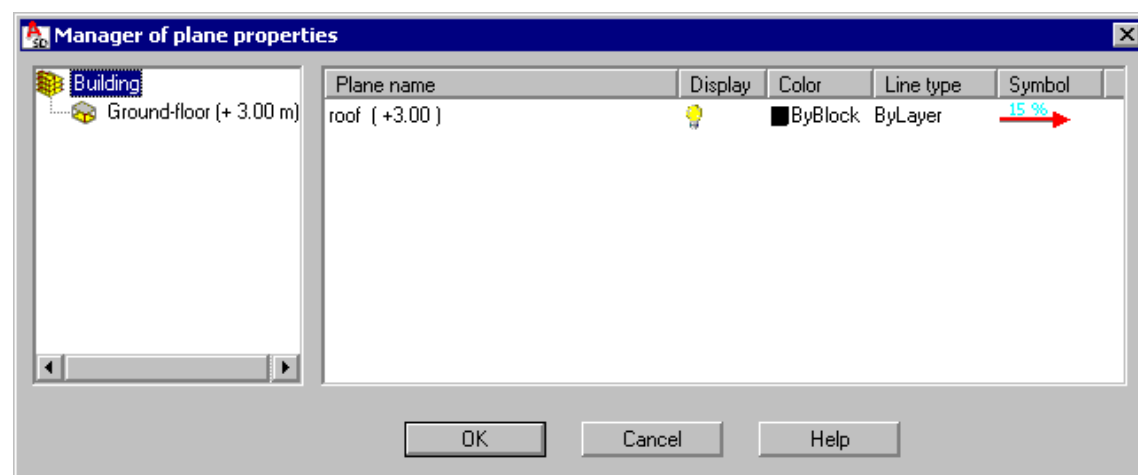 Manager of plane properties
Building
Ground-floor (+ 3.00 m)
Plane name Display Color Line type Symbol
roof ( +3.00 ) ByBlock ByLayer 15 %
OK Cancel Help